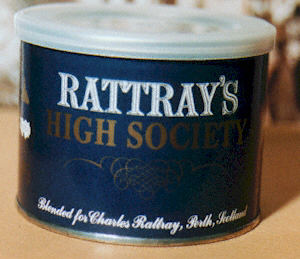 RATTRAY'S
HIGH SOCIETY
Blended for Charles Rattray, Perth, Scotland